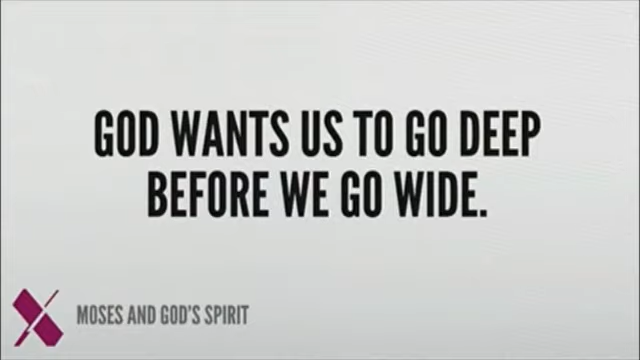 GOD WANTS US TO GO DEEP
BEFORE WE GO WIDE.
MOSES AND GOD'S SPIRIT